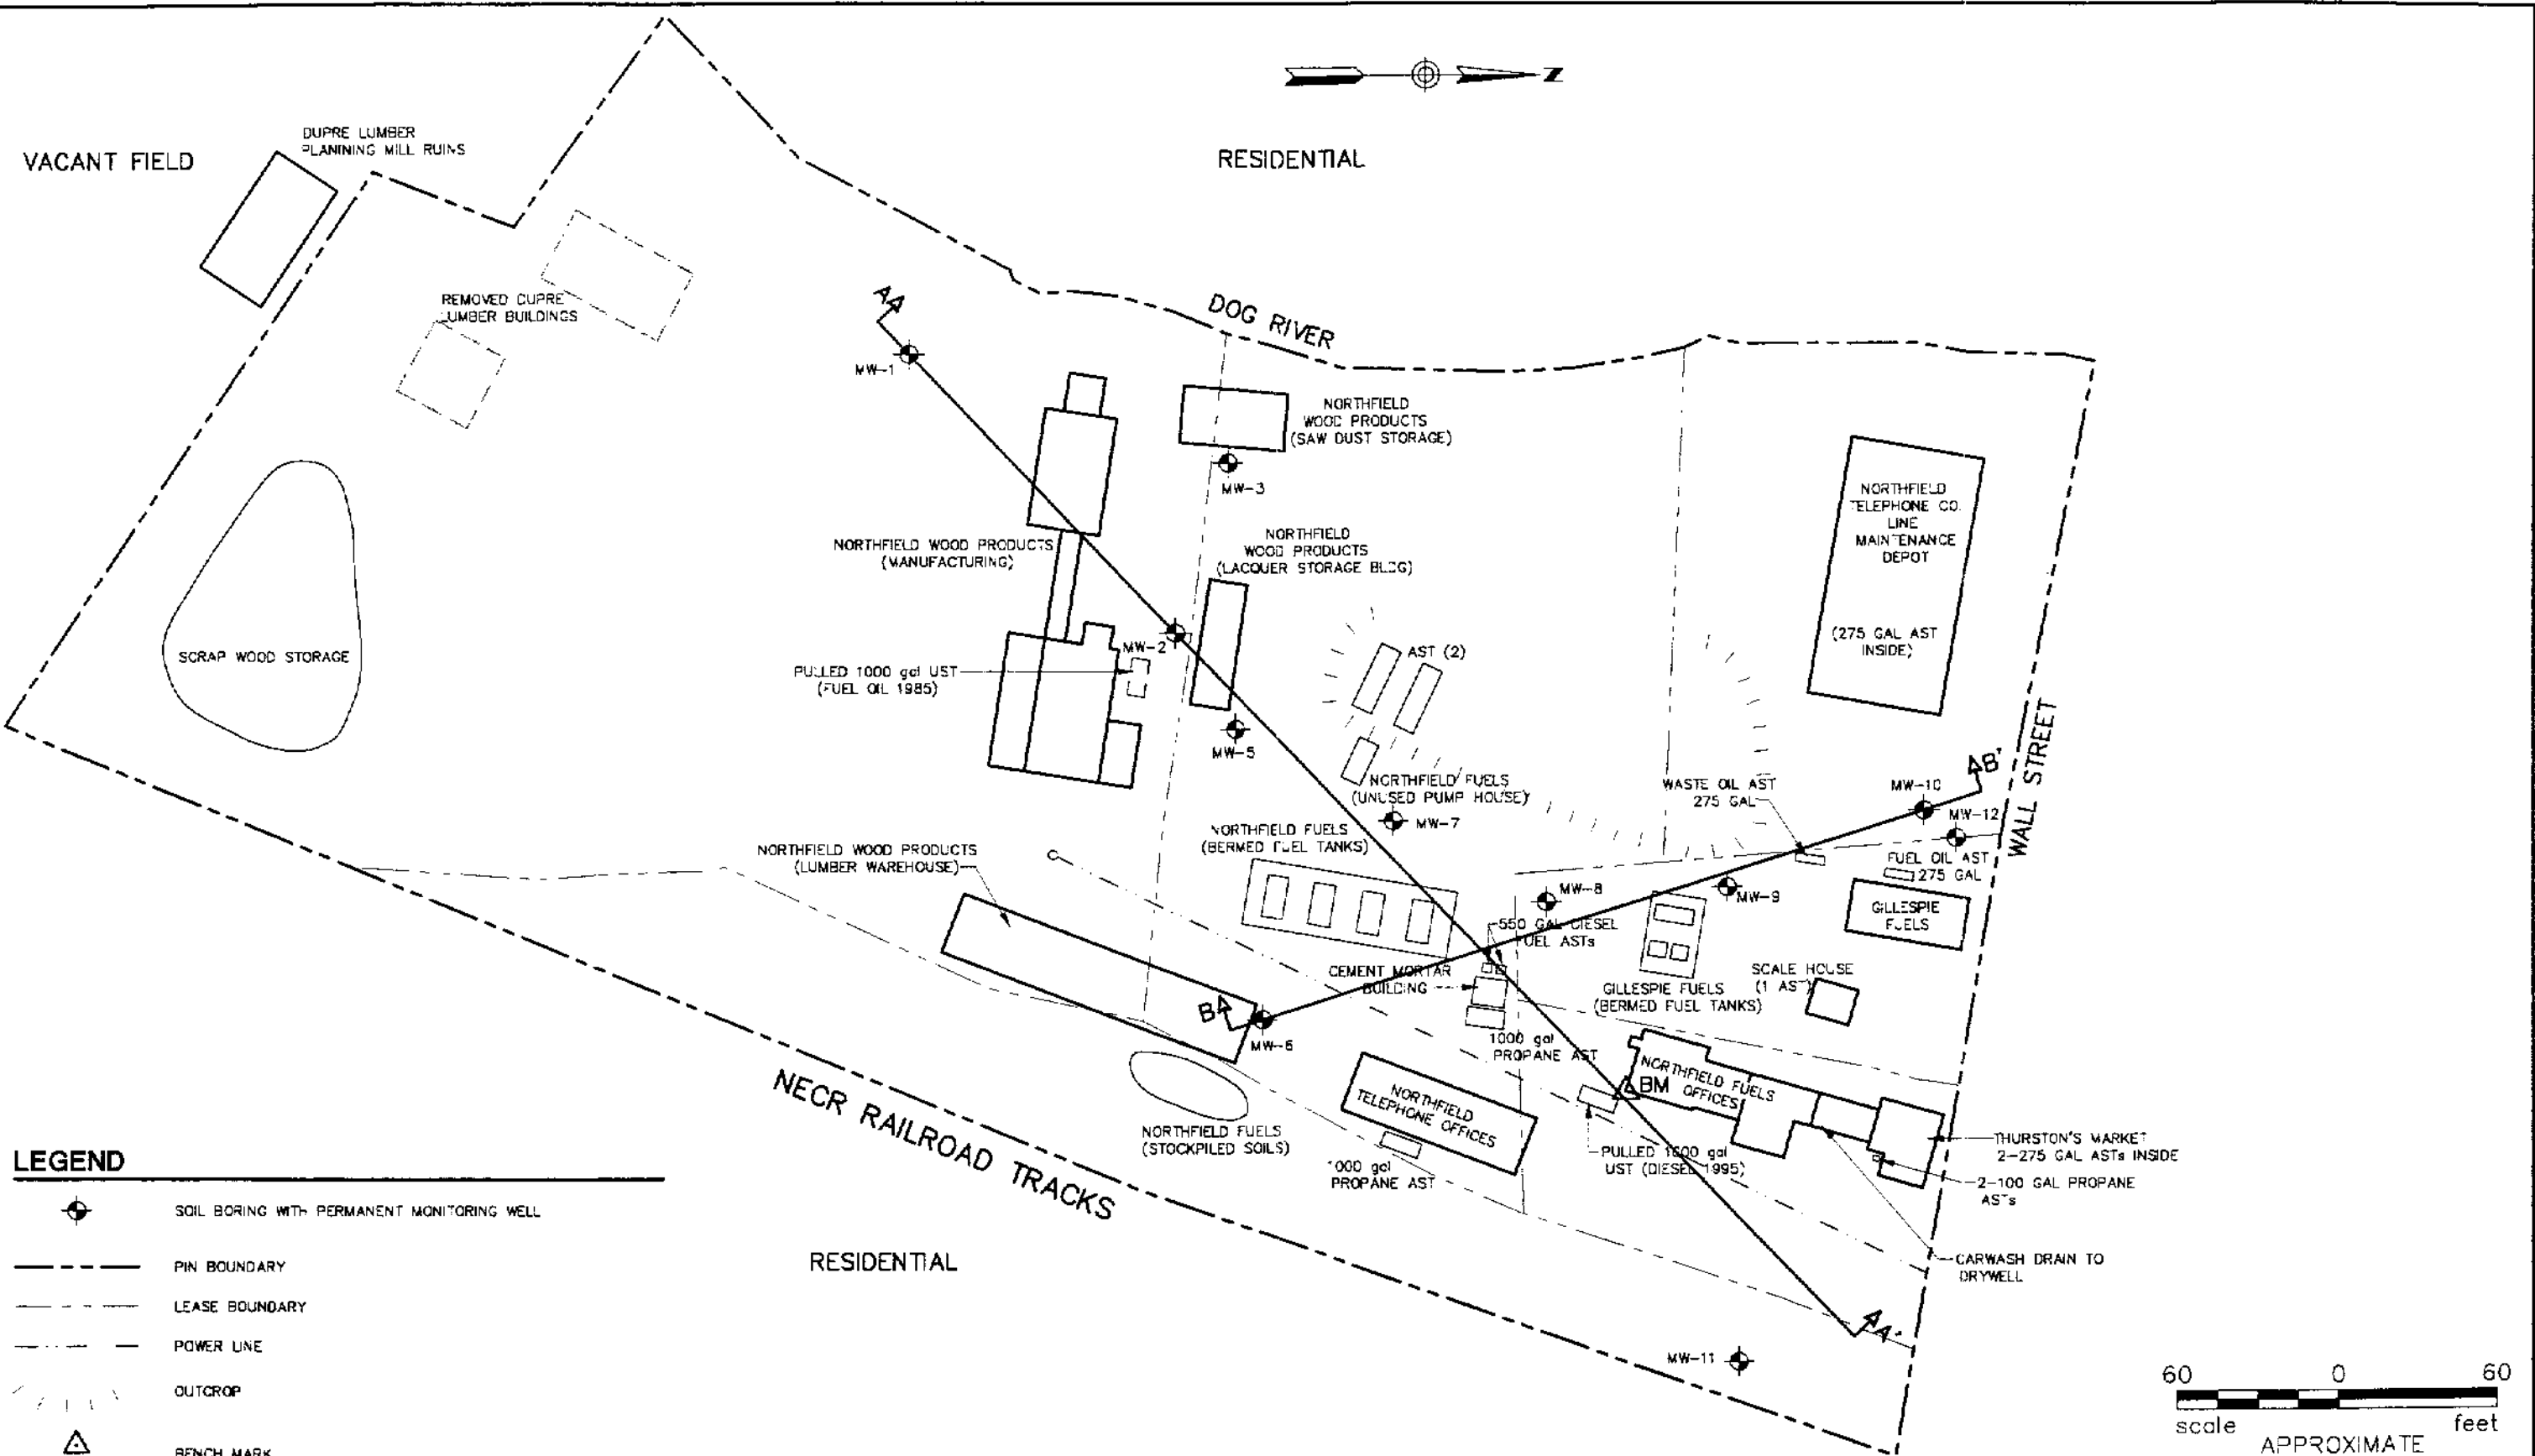 Z
VACANT FIELD
DUPRE LUMBER
PLANINING MILL RUINS
RESIDENTIAL
REMOVED DUPRE
LUMBER BUILDINGS
AA
DOG RIVER
MW-1
NORTHFIELD
WOOD PRODUCTS
(SAW DUST STORAGE)
MW-3
NORTHFIELD
TELEPHONE CO.
LINE
MAINTENANCE
DEPOT
(275 GAL AST
INSIDE)
NORTHFIELD WOOD PRODUCTS
(MANUFACTURING)
NORTHFIELD
WOOD PRODUCTS
(LACQUER STORAGE BLDG)
SCRAP WOOD STORAGE
MW-2
AST (2)
PULLED 1000 gal UST
(FUEL OIL 1985)
MW-5
WALL STREET
NORTHFIELD FUELS
(UNUSED PUMP HOUSE)
WASTE OIL AST
275 GAL
MW-10
B'
MW-12
MW-7
NORTHFIELD FUELS
(BERMED FUEL TANKS)
NORTHFIELD WOOD PRODUCTS
(LUMBER WAREHOUSE)
FUEL OIL AST
275 GAL
MW-8
MW-9
GILLESPIE
FUELS
550 GAL DIESEL
FUEL ASTs
CEMENT MORTAR
BUILDING
SCALE HOUSE
(1 AST)
GILLESPIE FUELS
(BERMED FUEL TANKS)
B
MW-6
1000 gal
PROPANE AST
NORTHFIELD FUELS
OFFICES
BM
NORTHFIELD
TELEPHONE OFFICES
NECR RAILROAD TRACKS
NORTHFIELD FUELS
(STOCKPILED SOILS)
1000 gal
PROPANE AST
PULLED 1000 gal
UST (DIESEL 1995)
THURSTON'S MARKET
2-275 GAL ASTs INSIDE
2-100 GAL PROPANE
ASTs
CARWASH DRAIN TO
DRYWELL
RESIDENTIAL
AA'
MW-11
LEGEND
SOIL BORING WITH PERMANENT MONITORING WELL
PIN BOUNDARY
LEASE BOUNDARY
POWER LINE
OUTCROP
BENCH MARK
60 0 60
scale feet
APPROXIMATE